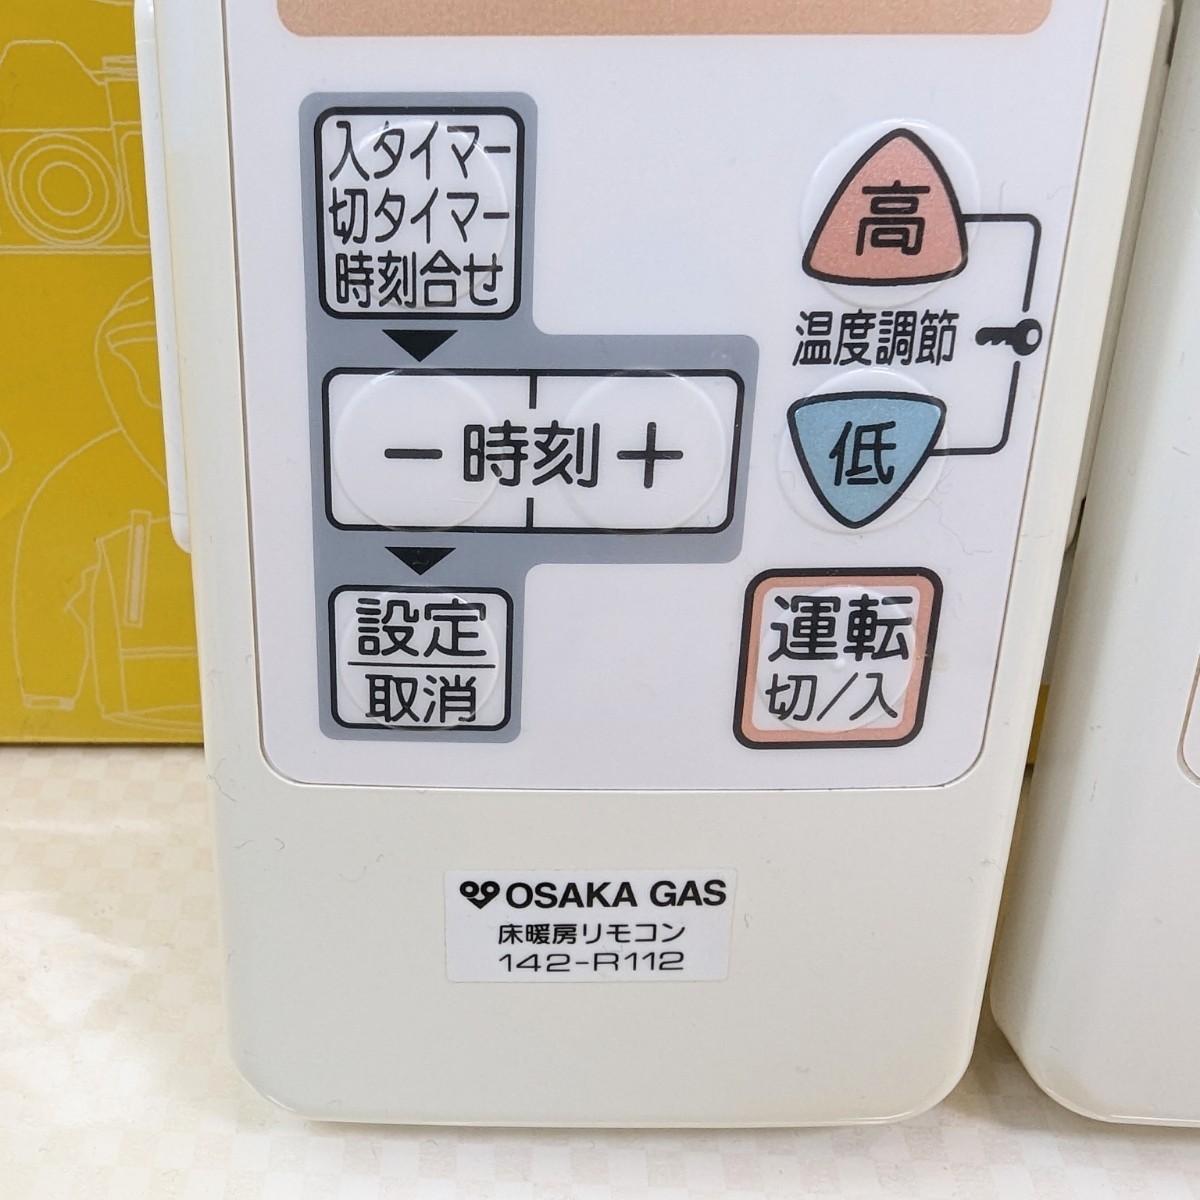 入タイマー
切タイマー
時刻合せ
− 時刻 +
設定
取消
高
温度調節
低
運転
切/入
OSAKA GAS
床暖房リモコン
142-R112